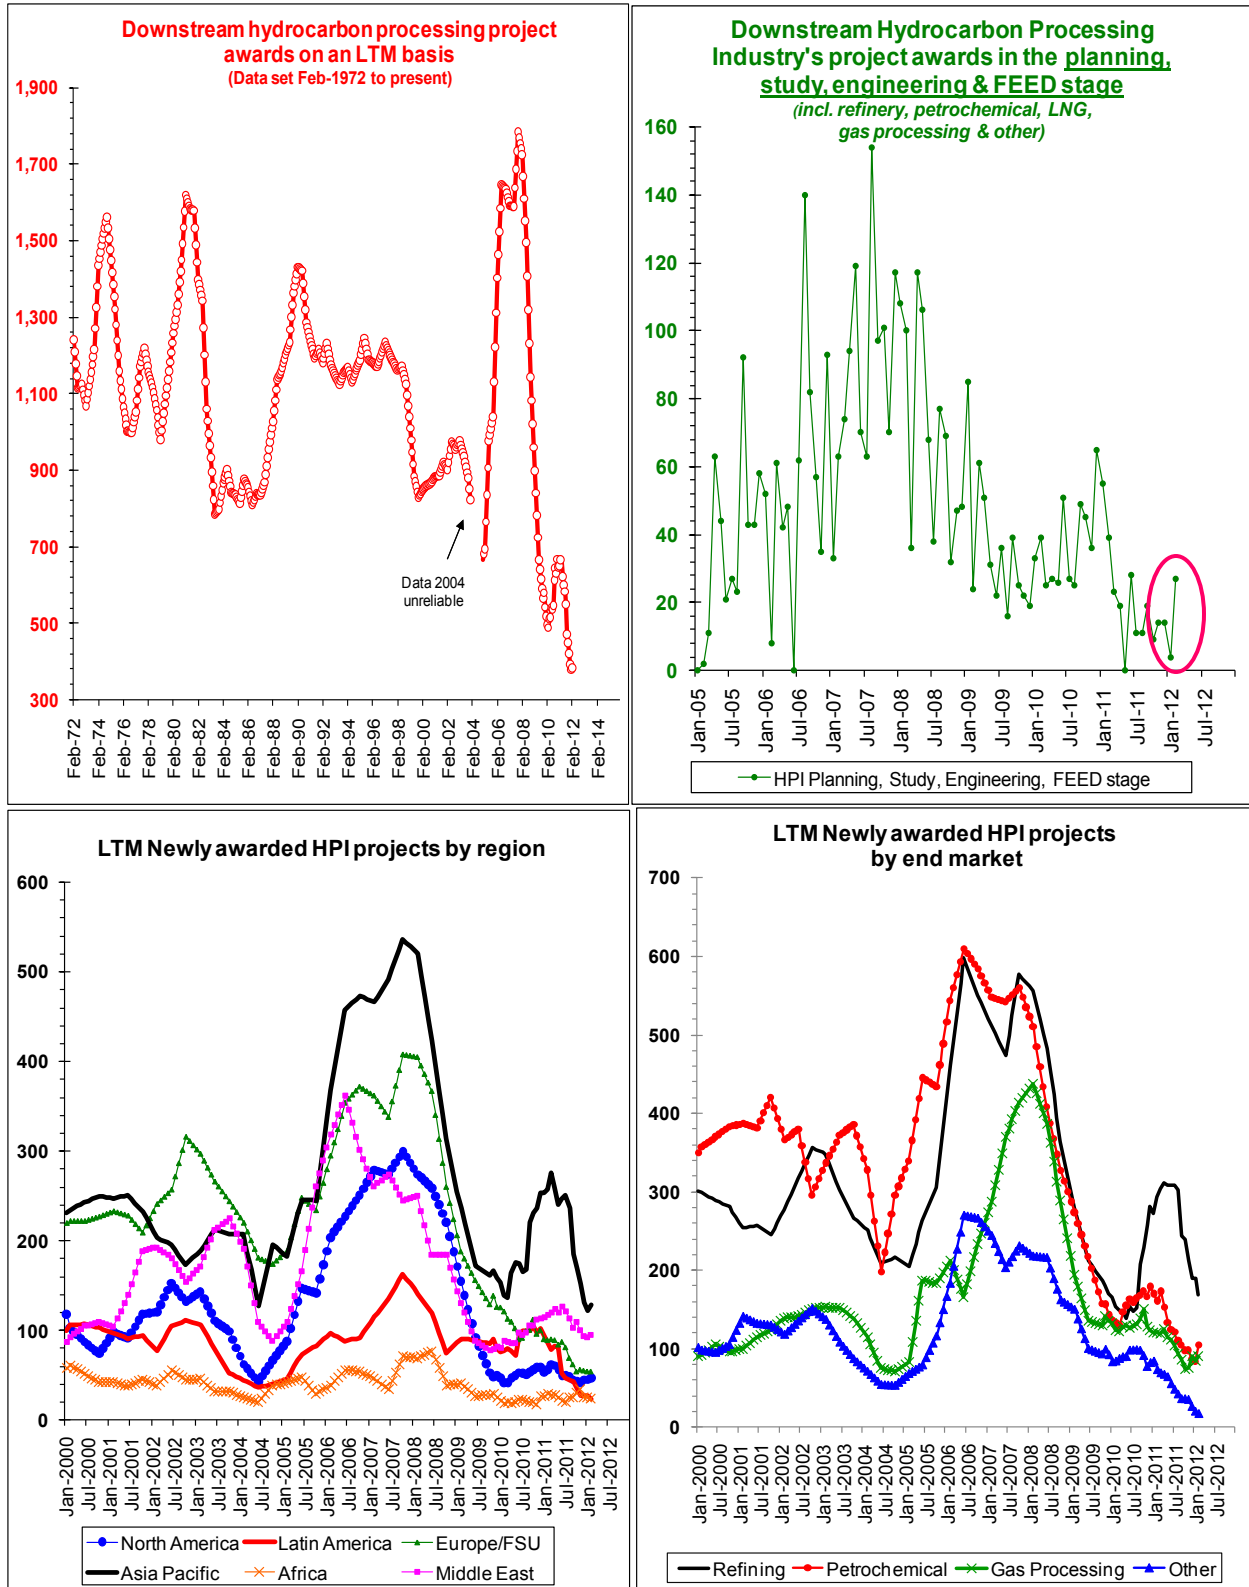 Downstream hydrocarbon processing project
awards on an LTM basis
(Data set Feb-1972 to present)
1,900
1,700
1,500
1,300
1,100
900
700
500
300
Data 2004
unreliable
Feb-72
Feb-74
Feb-76
Feb-78
Feb-80
Feb-82
Feb-84
Feb-86
Feb-88
Feb-90
Feb-92
Feb-94
Feb-96
Feb-98
Feb-00
Feb-02
Feb-04
Feb-06
Feb-08
Feb-10
Feb-12
Feb-14
Downstream Hydrocarbon Processing
Industry's project awards in the planning,
study, engineering & FEED stage
(incl. refinery, petrochemical, LNG,
gas processing & other)
160
140
120
100
80
60
40
20
0
Jan-05
Jul-05
Jan-06
Jul-06
Jan-07
Jul-07
Jan-08
Jul-08
Jan-09
Jul-09
Jan-10
Jul-10
Jan-11
Jul-11
Jan-12
Jul-12
HPI Planning, Study, Engineering, FEED stage
LTM Newly awarded HPI projects by region
600
500
400
300
200
100
0
Jan-2000
Jul-2000
Jan-2001
Jul-2001
Jan-2002
Jul-2002
Jan-2003
Jul-2003
Jan-2004
Jul-2004
Jan-2005
Jul-2005
Jan-2006
Jul-2006
Jan-2007
Jul-2007
Jan-2008
Jul-2008
Jan-2009
Jul-2009
Jan-2010
Jul-2010
Jan-2011
Jul-2011
Jan-2012
Jul-2012
North America Latin America Europe/FSU
Asia Pacific Africa Middle East
LTM Newly awarded HPI projects
by end market
700
600
500
400
300
200
100
0
Jan-2000
Jul-2000
Jan-2001
Jul-2001
Jan-2002
Jul-2002
Jan-2003
Jul-2003
Jan-2004
Jul-2004
Jan-2005
Jul-2005
Jan-2006
Jul-2006
Jan-2007
Jul-2007
Jan-2008
Jul-2008
Jan-2009
Jul-2009
Jan-2010
Jul-2010
Jan-2011
Jul-2011
Jan-2012
Jul-2012
Refining Petrochemical Gas Processing Other